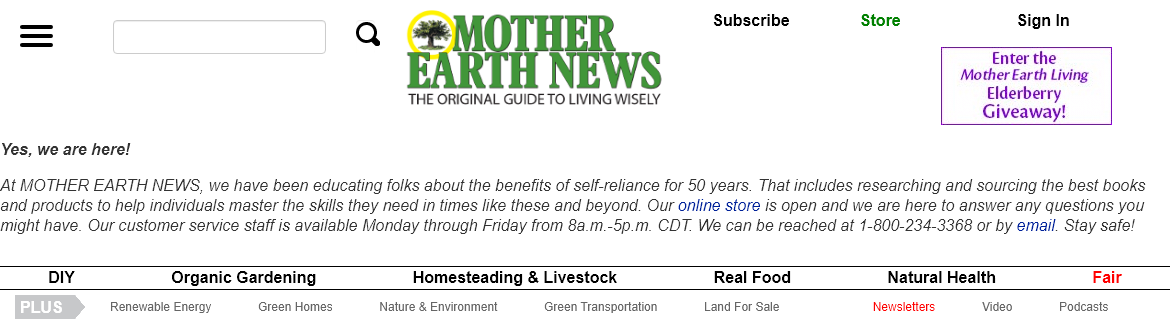 MOTHER
EARTH NEWS
THE ORIGINAL GUIDE TO LIVING WISELY
Subscribe Store Sign In
Enter the
Mother Earth Living
Elderberry
Giveaway!
Yes, we are here!
At MOTHER EARTH NEWS, we have been educating folks about the benefits of self-reliance for 50 years. That includes researching and sourcing the best books
and products to help individuals master the skills they need in times like these and beyond. Our online store is open and we are here to answer any questions you
might have. Our customer service staff is available Monday through Friday from 8a.m.-5p.m. CDT. We can be reached at 1-800-234-3368 or by email. Stay safe!
DIY Organic Gardening Homesteading & Livestock Real Food Natural Health Fair
PLUS Renewable Energy Green Homes Nature & Environment Green Transportation Land For Sale Newsletters Video Podcasts